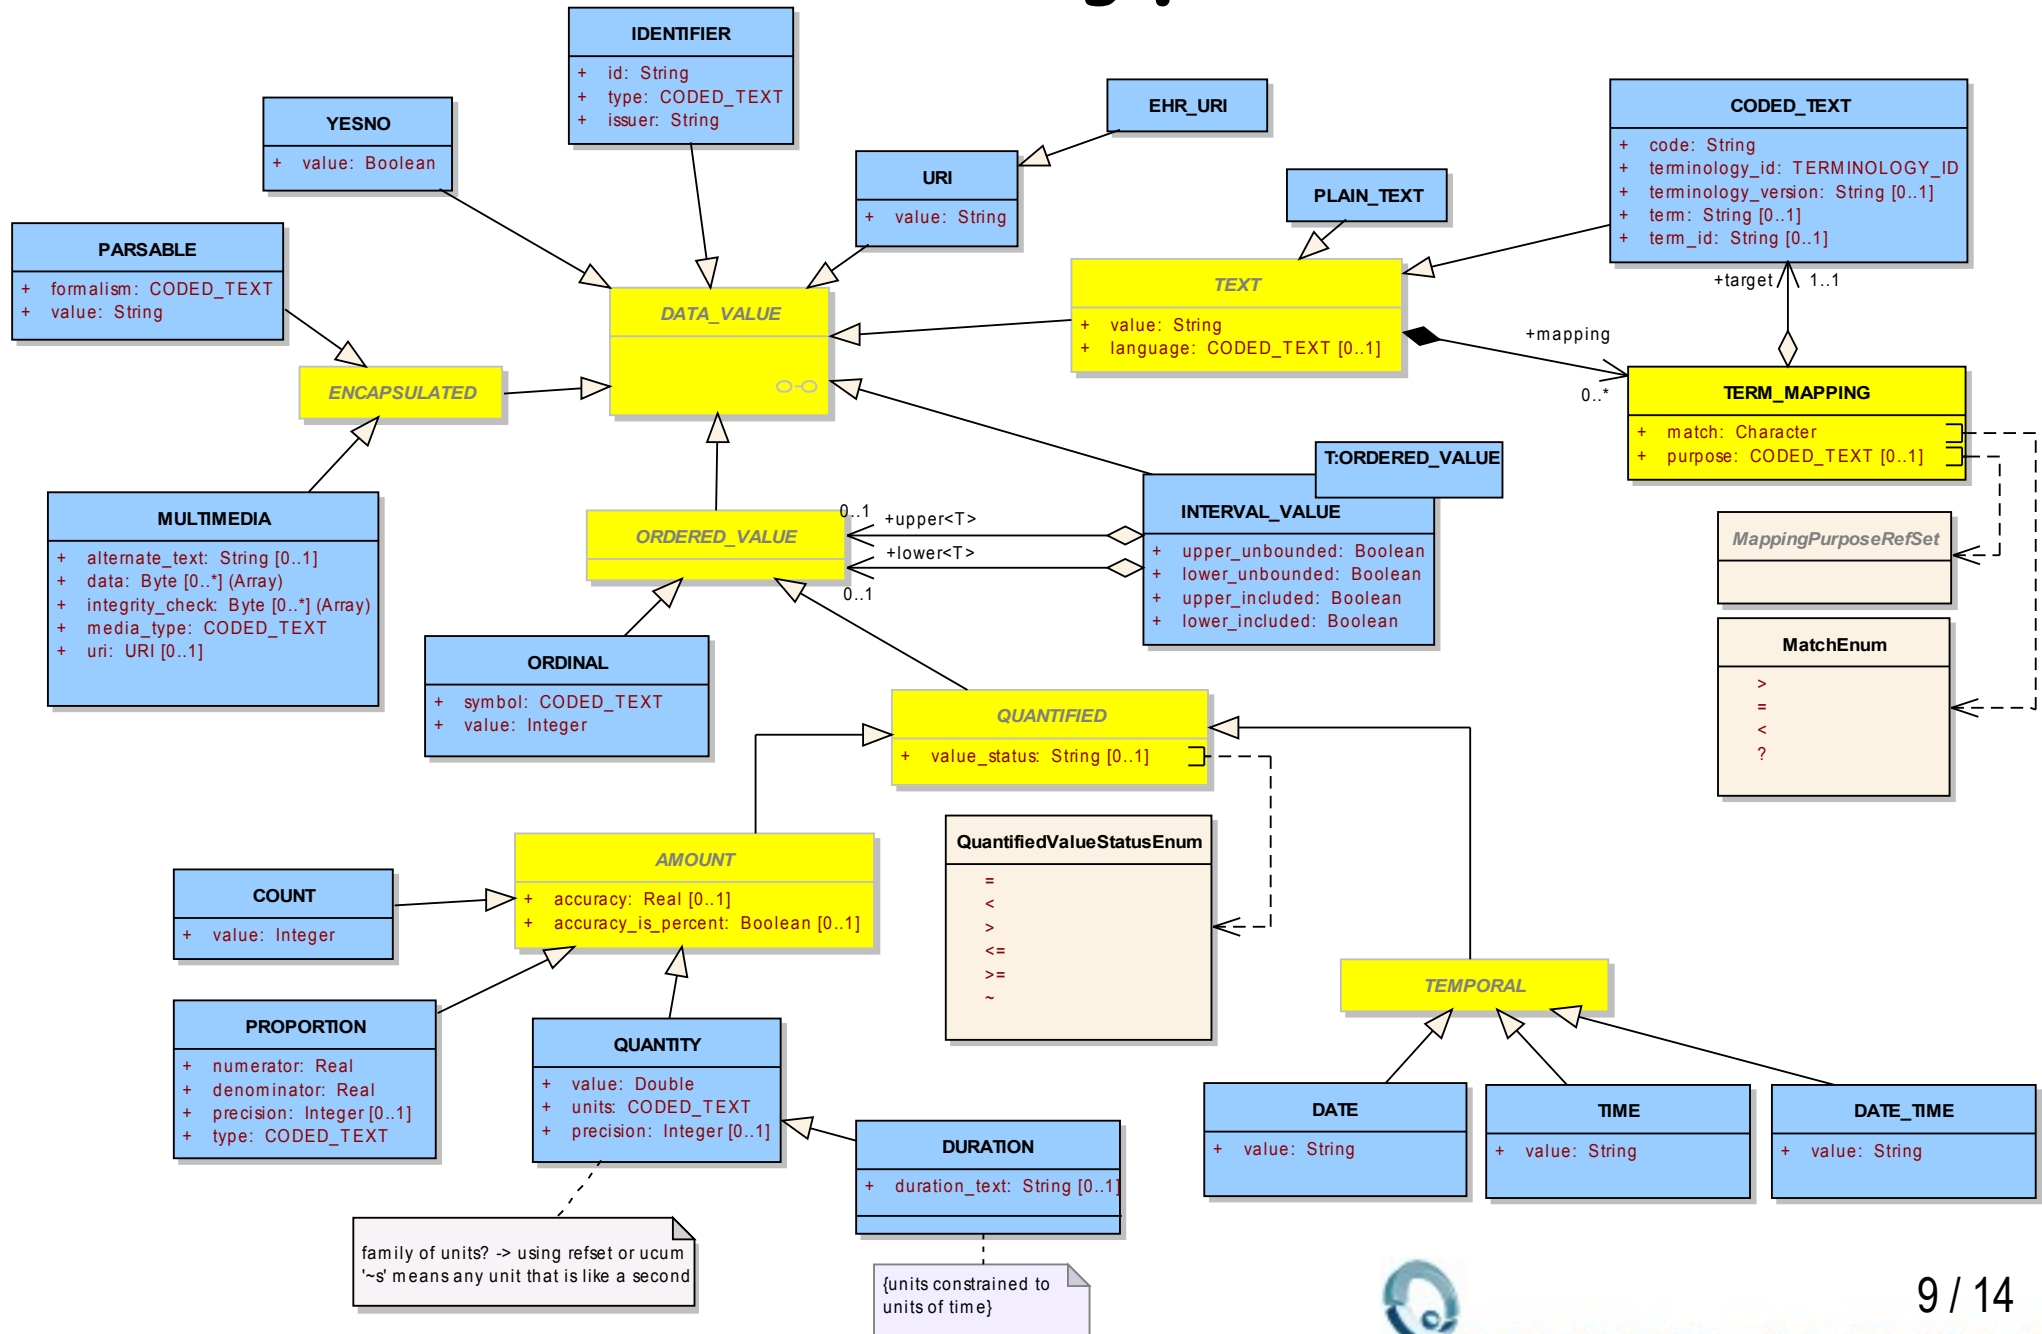 IDENTIFIER
+ id: String
+ type: CODED_TEXT
+ issuer: String
YESNO
+ value: Boolean
EHR_URI
URI
+ value: String
PLAIN_TEXT
CODED_TEXT
+ code: String
+ terminology_id: TERMINOLOGY_ID
+ terminology_version: String [0..1]
+ term: String [0..1]
+ term_id: String [0..1]
PARSABLE
+ formalism: CODED_TEXT
+ value: String
DATA_VALUE
TEXT
+ value: String
+ language: CODED_TEXT [0..1]
+target 1..1
+mapping
0..*
ENCAPSULATED
TERM_MAPPING
+ match: Character
+ purpose: CODED_TEXT [0..1]
T:ORDERED_VALUE
INTERVAL_VALUE
+ upper_unbounded: Boolean
+ lower_unbounded: Boolean
+ upper_included: Boolean
+ lower_included: Boolean
0..1 +upper<T>
+lower<T>
0..1
ORDERED_VALUE
MULTIMEDIA
+ alternate_text: String [0..1]
+ data: Byte [0..*] (Array)
+ integrity_check: Byte [0..*] (Array)
+ media_type: CODED_TEXT
+ uri: URI [0..1]
MappingPurposeRefSet
MatchEnum
>
=
<
?
ORDINAL
+ symbol: CODED_TEXT
+ value: Integer
QUANTIFIED
+ value_status: String [0..1]
QuantifiedValueStatusEnum
=
<
>
<=
>=
~
AMOUNT
+ accuracy: Real [0..1]
+ accuracy_is_percent: Boolean [0..1]
COUNT
+ value: Integer
TEMPORAL
PROPORTION
+ numerator: Real
+ denominator: Real
+ precision: Integer [0..1]
+ type: CODED_TEXT
QUANTITY
+ value: Double
+ units: CODED_TEXT
+ precision: Integer [0..1]
DURATION
+ duration_text: String [0..1]
DATE
+ value: String
TIME
+ value: String
DATE_TIME
+ value: String
family of units? -> using refset or ucum
'~s' means any unit that is like a second
{units constrained to
units of time}
9 / 14